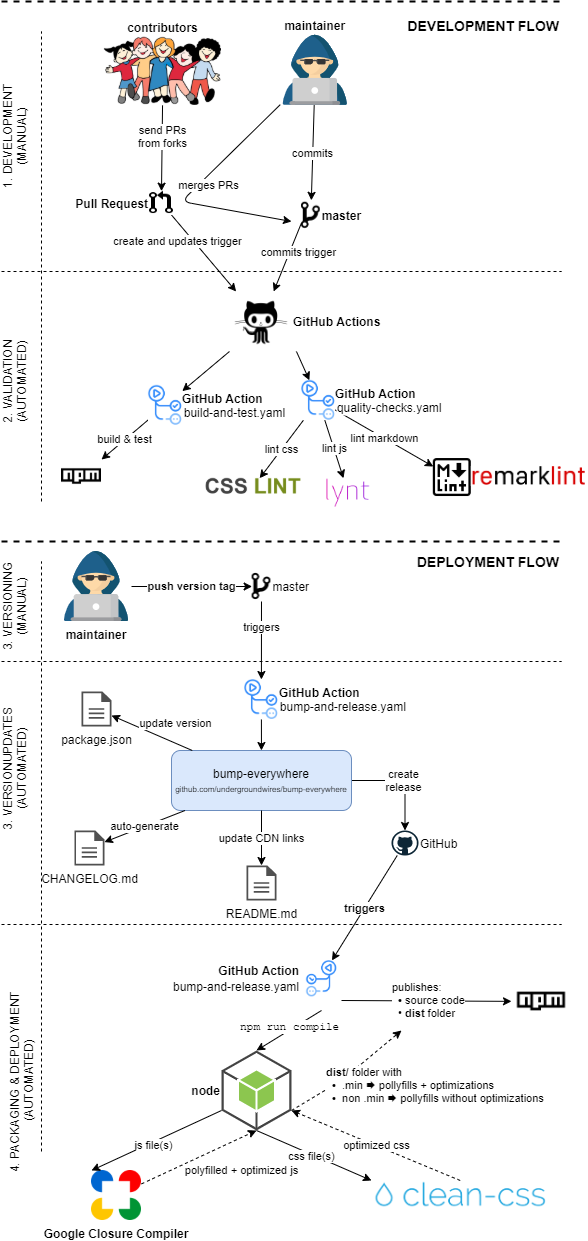 contributors
maintainer
DEVELOPMENT FLOW
1. DEVELOPMENT
(MANUAL)
send PRs
from forks
commits
merges PRs
Pull Request
master
create and updates trigger
commits trigger
2. VALIDATION
(AUTOMATED)
GitHub Actions
GitHub Action
build-and-test.yaml
GitHub Action
quality-checks.yaml
build & test
lint css
lint js
lint markdown
npm
CSS LINT
lynt
M
Lint
remarklint
DEPLOYMENT FLOW
3. VERSIONING
(MANUAL)
maintainer
push version tag
master
triggers
3. VERSIONUPDATES
(AUTOMATED)
GitHub Action
bump-and-release.yaml
package.json
update version
bump-everywhere
github.com/undergroundwires/bump-everywhere
create
release
auto-generate
update CDN links
GitHub
CHANGELOG.md
README.md
triggers
4. PACKAGING & DEPLOYMENT
(AUTOMATED)
GitHub Action
bump-and-release.yaml
publishes:
• source code
• dist folder
npm
npm run compile
node
dist/ folder with
• .min 🠮 pollyfills + optimizations
• non .min 🠮 pollyfills without optimizations
js file(s)
css file(s)
optimized css
polyfilled + optimized js
clean-css
Google Closure Compiler